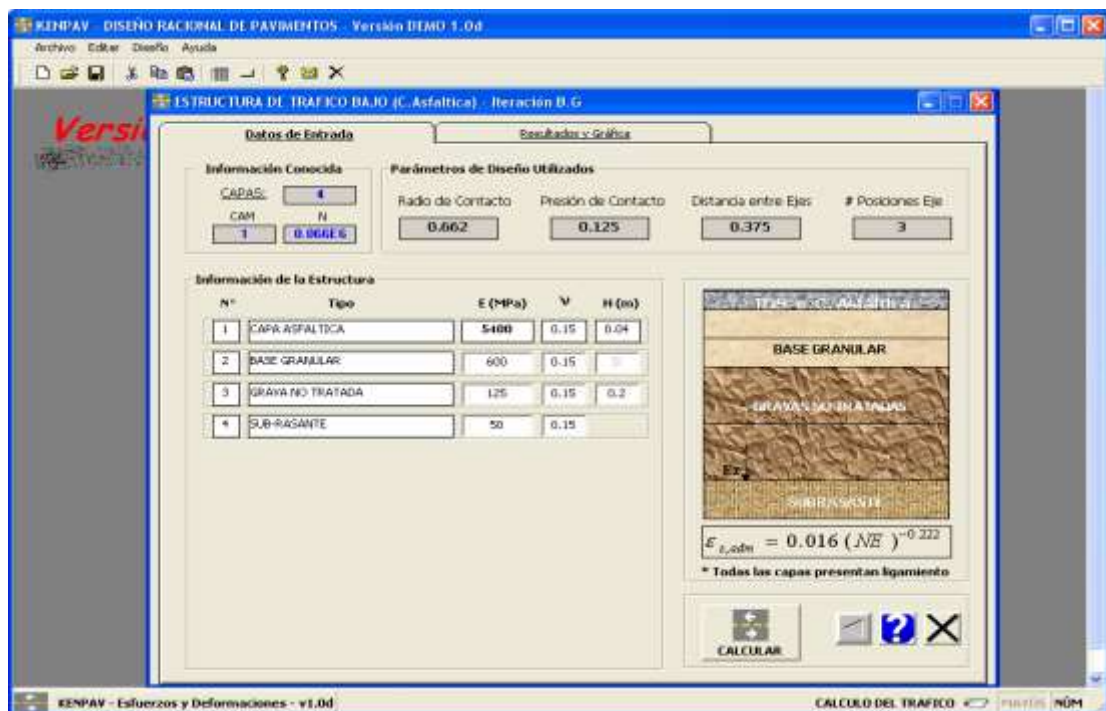 KENPAV - DISEÑO RACIONAL DE PAVIMENTOS - Versión DEMO 1.0d
Archivo Editar Diseño Ayuda
ESTRUCTURA DE TRAFICO BAJO (C.Asfaltica) - Iteración B.G
Versi
Datos de Entrada
Resultados y Gráfica
Información Conocida
CAPAS: 4
CAM N
1 0.066E6
Parámetros de Diseño Utilizados
Radio de Contacto Presión de Contacto Distancia entre Ejes # Posiciones Eje
0.662 0.125 0.375 3
Información de la Estructura
N° Tipo E (MPa) ν H (m)
1 CAPA ASFALTICA 5400 0.15 0.04
2 BASE GRANULAR 600 0.15
3 GRAVA NO TRATADA 125 0.15 0.2
4 SUB-RASANTE 50 0.15
C. Asfaltica
BASE GRANULAR
GRAVAS NO TRATADAS
Ez
SUBRASANTE
εz,adm = 0.016 (NE)^-0.222
* Todas las capas presentan ligamiento
CALCULAR
KENPAV - Esfuerzos y Deformaciones - v1.0d
CALCULO DEL TRAFICO
MAYÚS NÚM